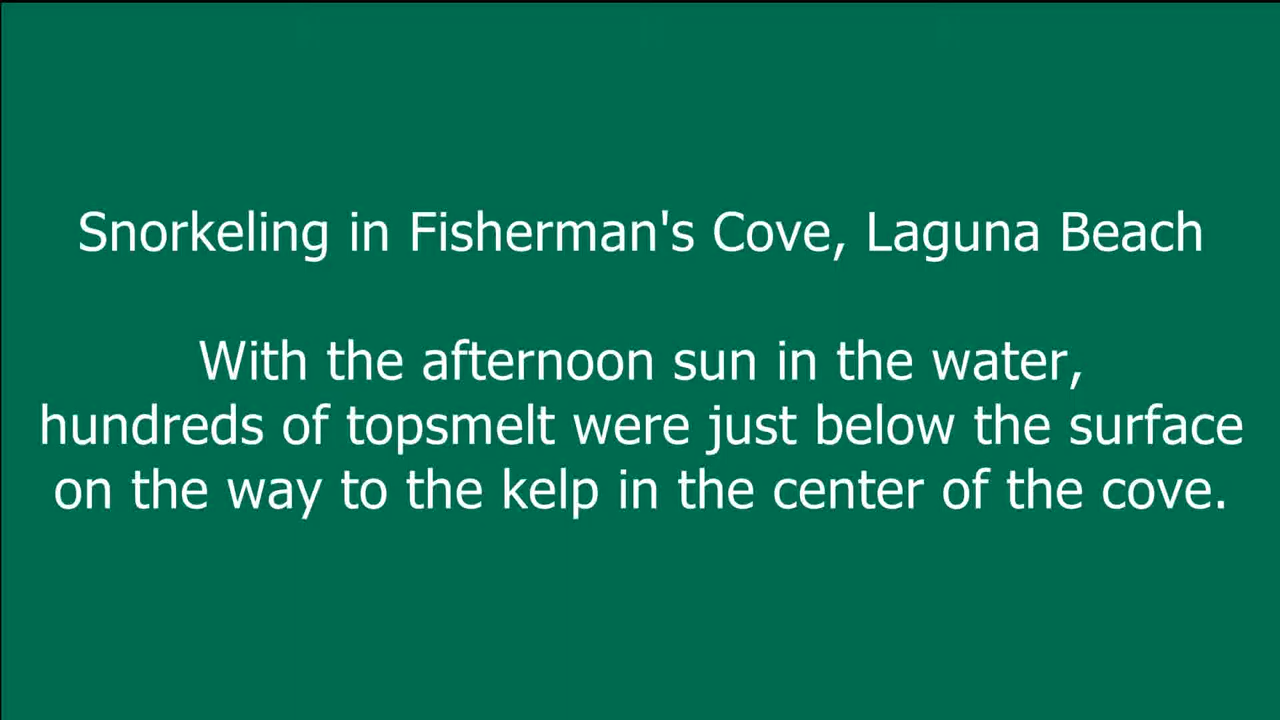 Snorkeling in Fisherman's Cove, Laguna Beach
With the afternoon sun in the water,
hundreds of topsmelt were just below the surface
on the way to the kelp in the center of the cove.